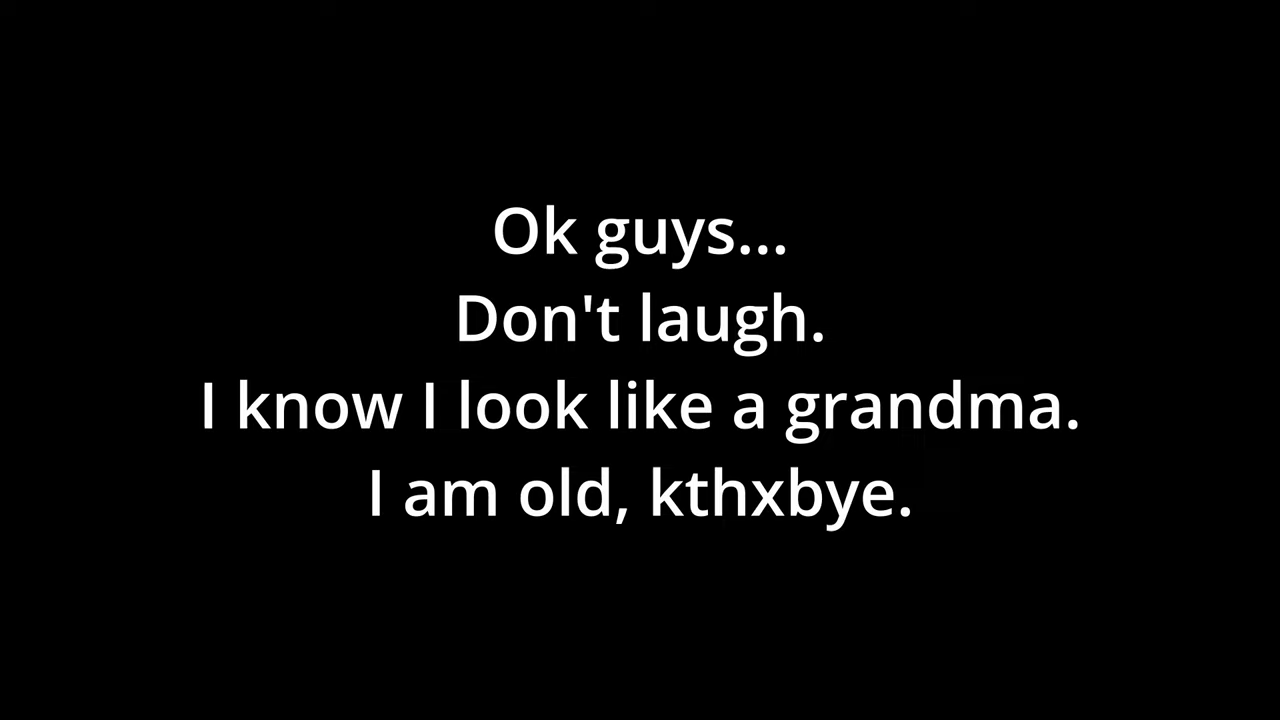 Ok guys...
Don't laugh.
I know I look like a grandma.
I am old, kthxbye.